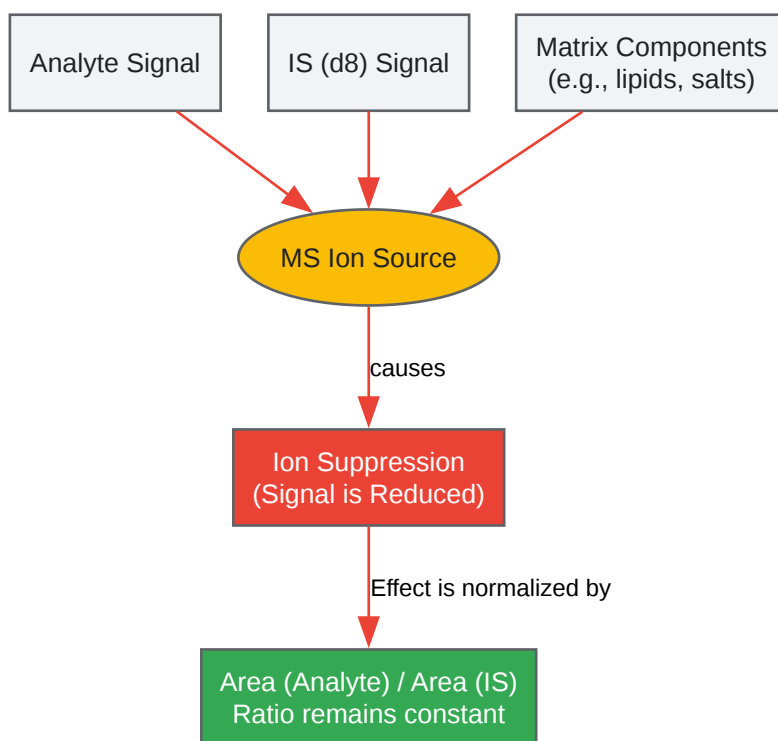 Analyte Signal
IS (d8) Signal
Matrix Components
(e.g., lipids, salts)
MS Ion Source
causes
Ion Suppression
(Signal is Reduced)
Effect is normalized by
Area (Analyte) / Area (IS)
Ratio remains constant